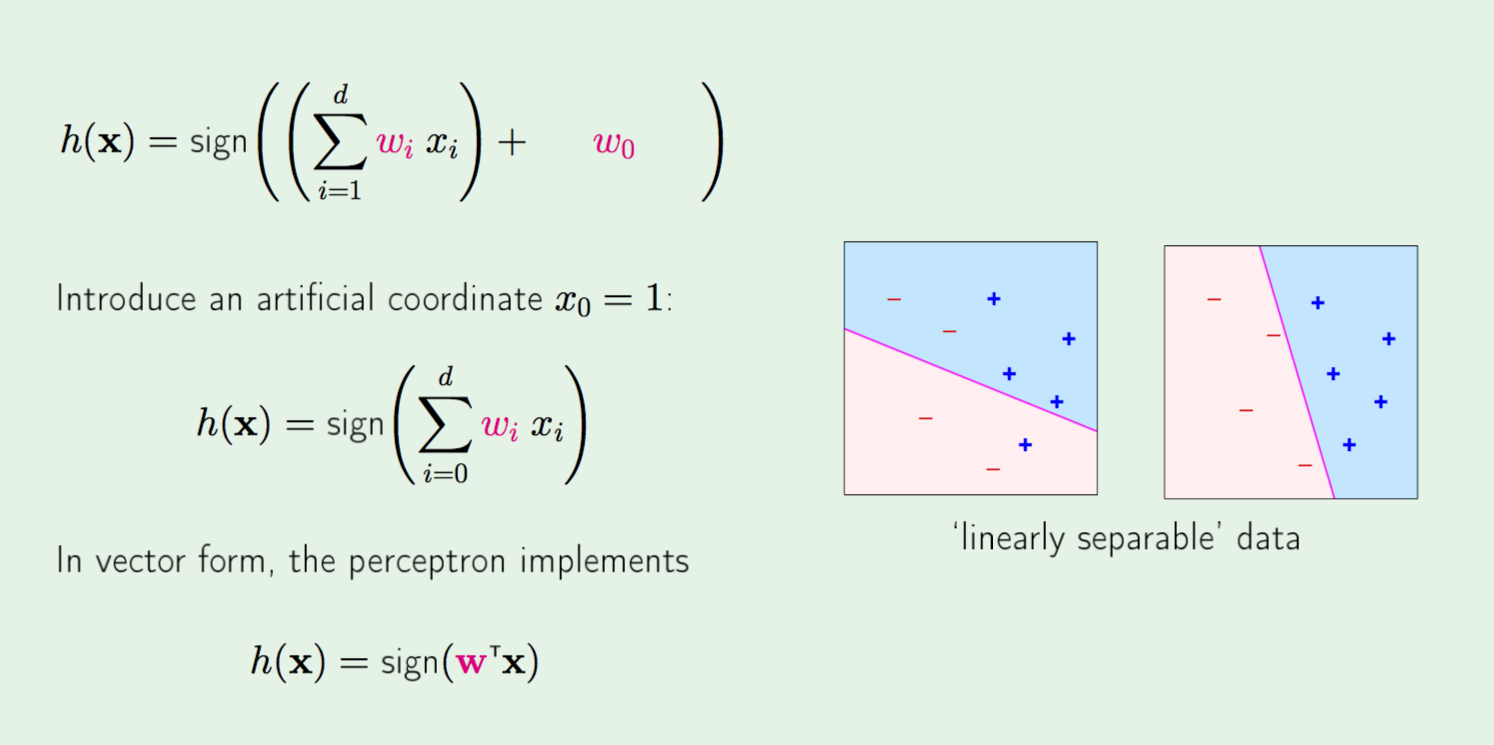 h(x) = sign((∑_{i=1}^{d} w_i x_i) + w_0)
Introduce an artificial coordinate x_0 = 1:
h(x) = sign(∑_{i=0}^{d} w_i x_i)
In vector form, the perceptron implements
h(x) = sign(w^T x)
‘linearly separable’ data